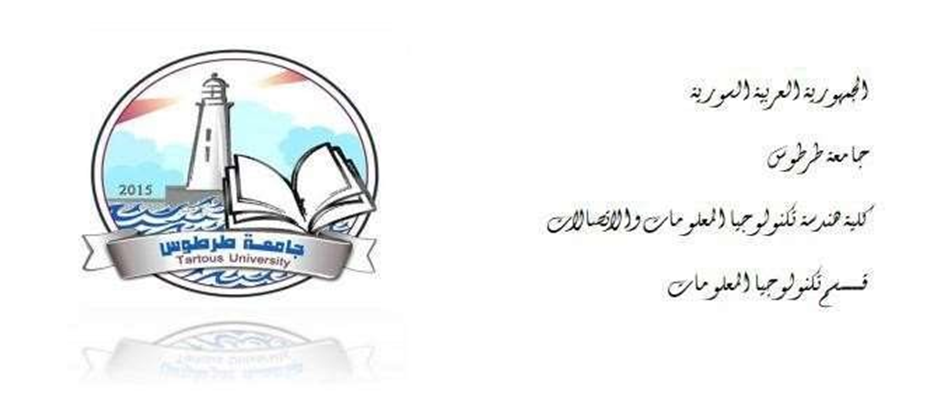 الجمهورية العربية السورية
جامعة طرطوس
كلية هندسة تكنولوجيا المعلومات والاتصالات
قسم تكنولوجيا المعلومات
2015
جامعة طرطوس
Tartous University